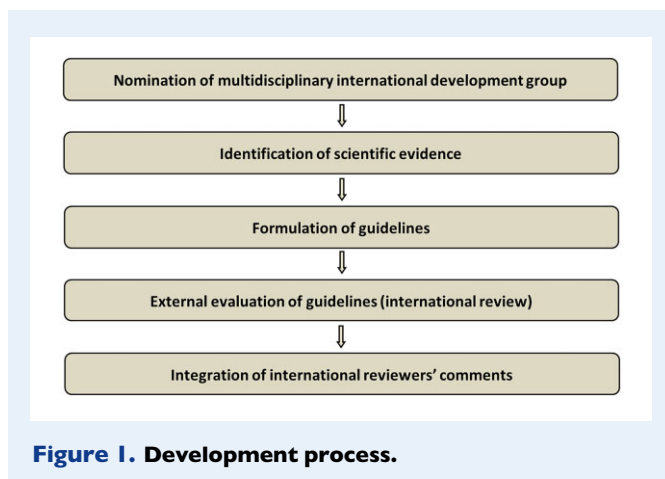 Nomination of multidisciplinary international development group
Identification of scientific evidence
Formulation of guidelines
External evaluation of guidelines (international review)
Integration of international reviewers’ comments
Figure 1. Development process.